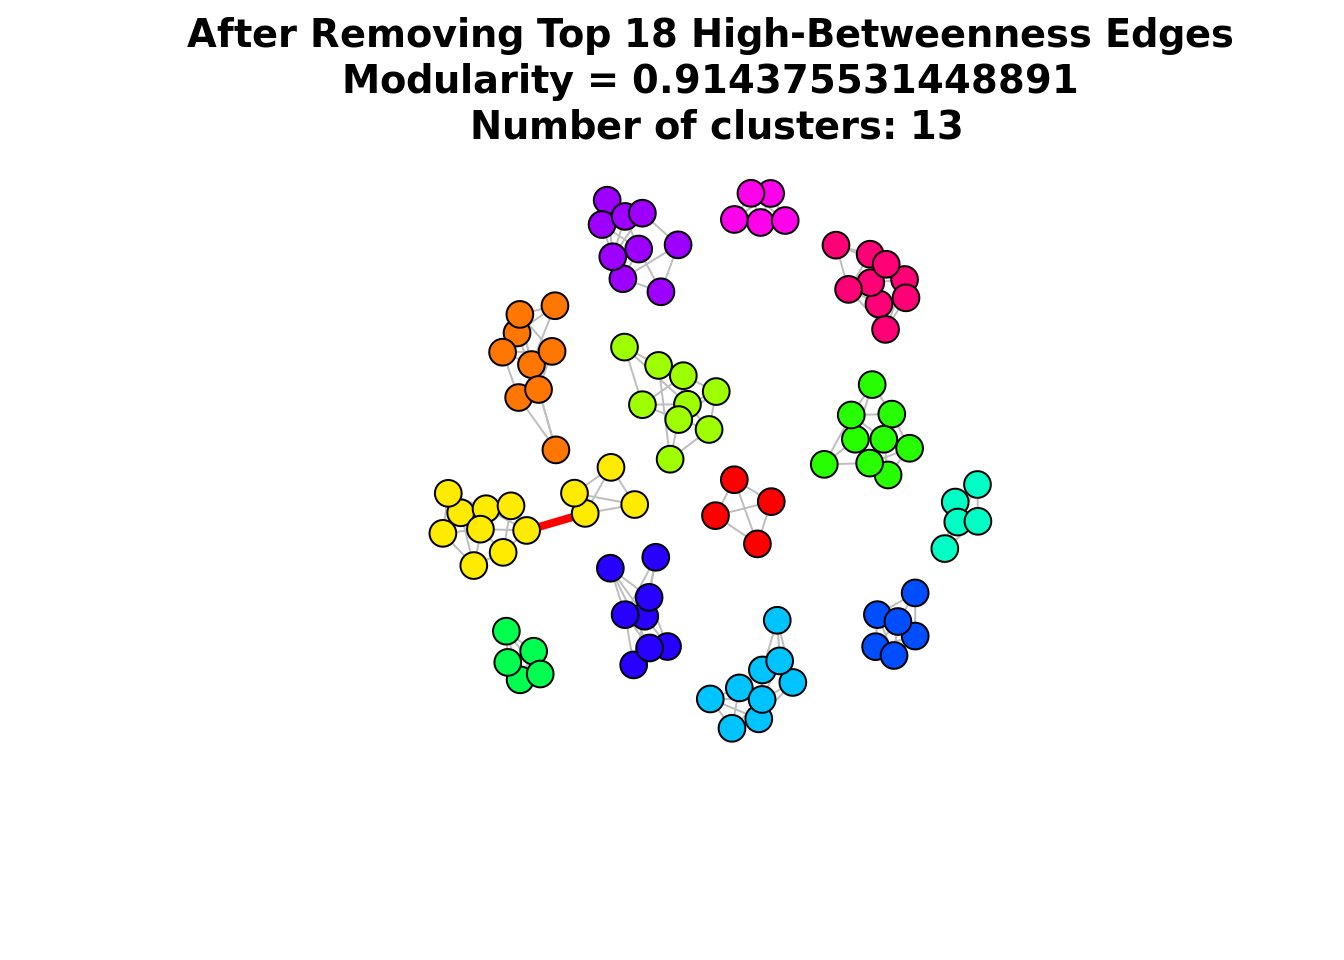 After Removing Top 18 High-Betweenness Edges
Modularity = 0.914375531448891
Number of clusters: 13